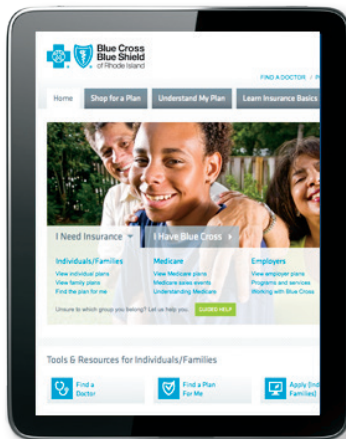 Blue Cross
Blue Shield
of Rhode Island
FIND A DOCTOR /
Home
Shop for a Plan
Understand My Plan
Learn Insurance Basics
I Need Insurance
I Have Blue Cross
Individuals/Families
Medicare
Employers
View individual plans
View Medicare plans
View employer plans
View family plans
Medicare sales events
Programs and services
Find the plan for me
Understanding Medicare
Working with Blue Cross
Unsure to which group you belong? Let us help you.
GUIDED HELP
Tools & Resources for Individuals/Families
Find a
Doctor
Find a Plan
For Me
Apply
Families]